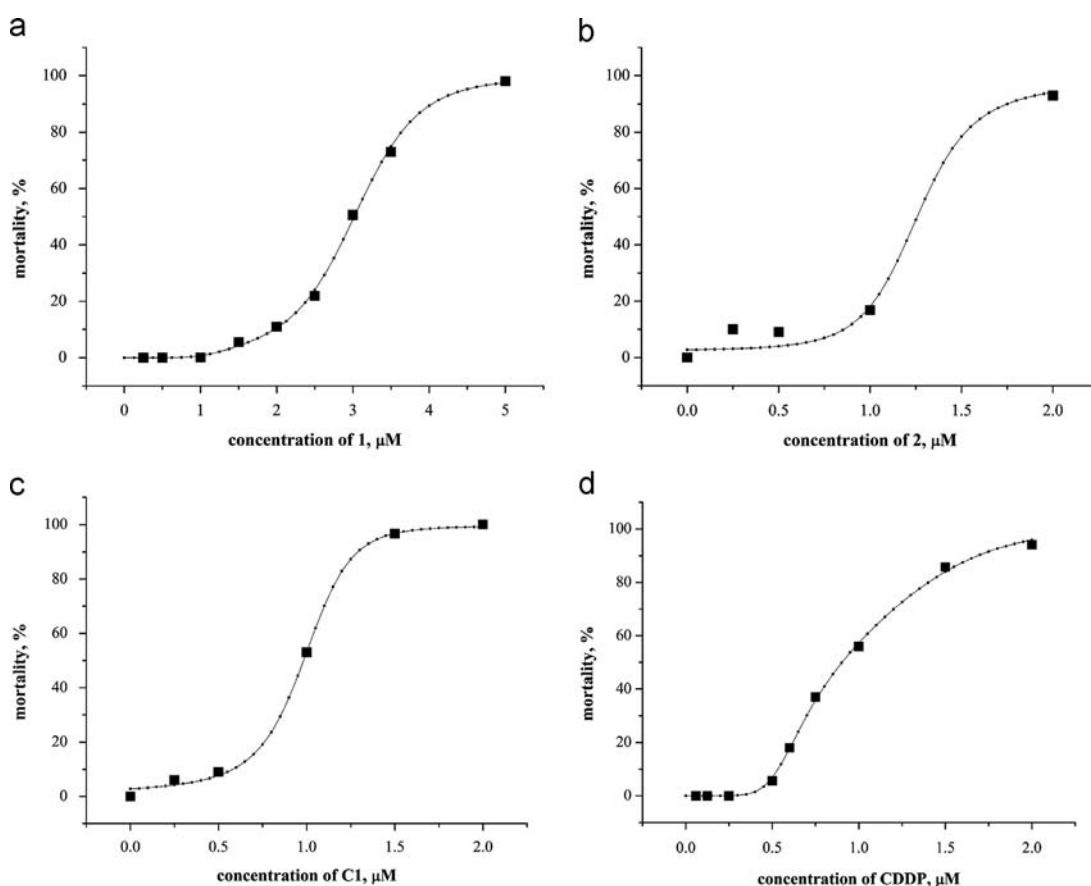 a
100
80
60
40
20
0
mortality, %
0 1 2 3 4 5
concentration of 1, μM
b
100
80
60
40
20
0
mortality, %
0.0 0.5 1.0 1.5 2.0
concentration of 2, μM
c
100
80
60
40
20
0
mortality, %
0.0 0.5 1.0 1.5 2.0
concentration of C1, μM
d
100
80
60
40
20
0
mortality, %
0.0 0.5 1.0 1.5 2.0
concentration of CDDP, μM